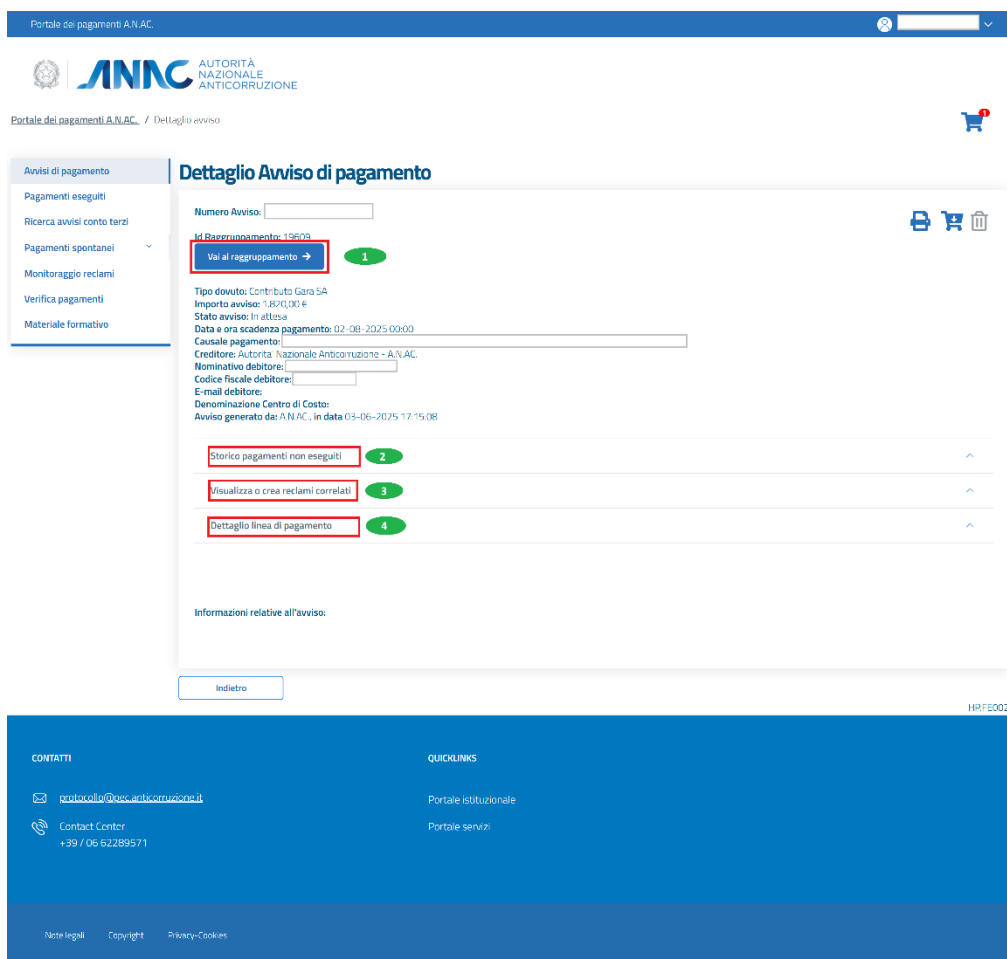 Portale dei pagamenti A.N.AC.
ANAC
AUTORITÀ
NAZIONALE
ANTICORRUZIONE
Portale dei pagamenti A.N.AC. / Dettaglio avviso
1
Avvisi di pagamento
Pagamenti eseguiti
Ricerca avvisi conto terzi
Pagamenti spontanei
Monitoraggio reclami
Verifica pagamenti
Materiale formativo
Dettaglio Avviso di pagamento
Numero Avviso:
Id Raggruppamento: 19609
Vai al raggruppamento → 1
Tipo dovuto: Contributo Gara SA
Importo avviso: 1.820,00 €
Stato avviso: In attesa
Data e ora scadenza pagamento: 02-08-2025 00:00
Causale pagamento:
Creditore: Autorita' Nazionale Anticorruzione - A.N.AC.
Nominativo debitore:
Codice fiscale debitore:
E-mail debitore:
Denominazione Centro di Costo:
Avviso generato da: A.N.AC., in data 03-06-2025 17:15:08
Storico pagamenti non eseguiti 2
Visualizza o crea reclami correlati 3
Dettaglio linea di pagamento 4
Informazioni relative all'avviso:
Indietro
HP.FE002
CONTATTI
protocollo@pec.anticorruzione.it
Contact Center
+39 / 06 62289571
QUICKLINKS
Portale istituzionale
Portale servizi
Note legali Copyright Privacy-Cookies